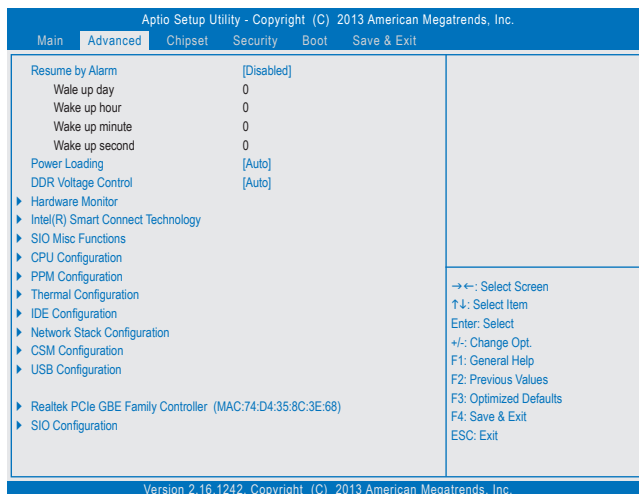 Aptio Setup Utility - Copyright (C) 2013 American Megatrends, Inc.
Main Advanced Chipset Security Boot Save & Exit
Resume by Alarm [Disabled]
Wale up day 0
Wake up hour 0
Wake up minute 0
Wake up second 0
Power Loading [Auto]
DDR Voltage Control [Auto]
Hardware Monitor
Intel(R) Smart Connect Technology
SIO Misc Functions
CPU Configuration
PPM Configuration
Thermal Configuration
IDE Configuration
Network Stack Configuration
CSM Configuration
USB Configuration
Realtek PCIe GBE Family Controller (MAC:74:D4:35:8C:3E:68)
SIO Configuration
→←: Select Screen
↑↓: Select Item
Enter: Select
+/-: Change Opt.
F1: General Help
F2: Previous Values
F3: Optimized Defaults
F4: Save & Exit
ESC: Exit
Version 2.16.1242. Copyright (C) 2013 American Megatrends, Inc.